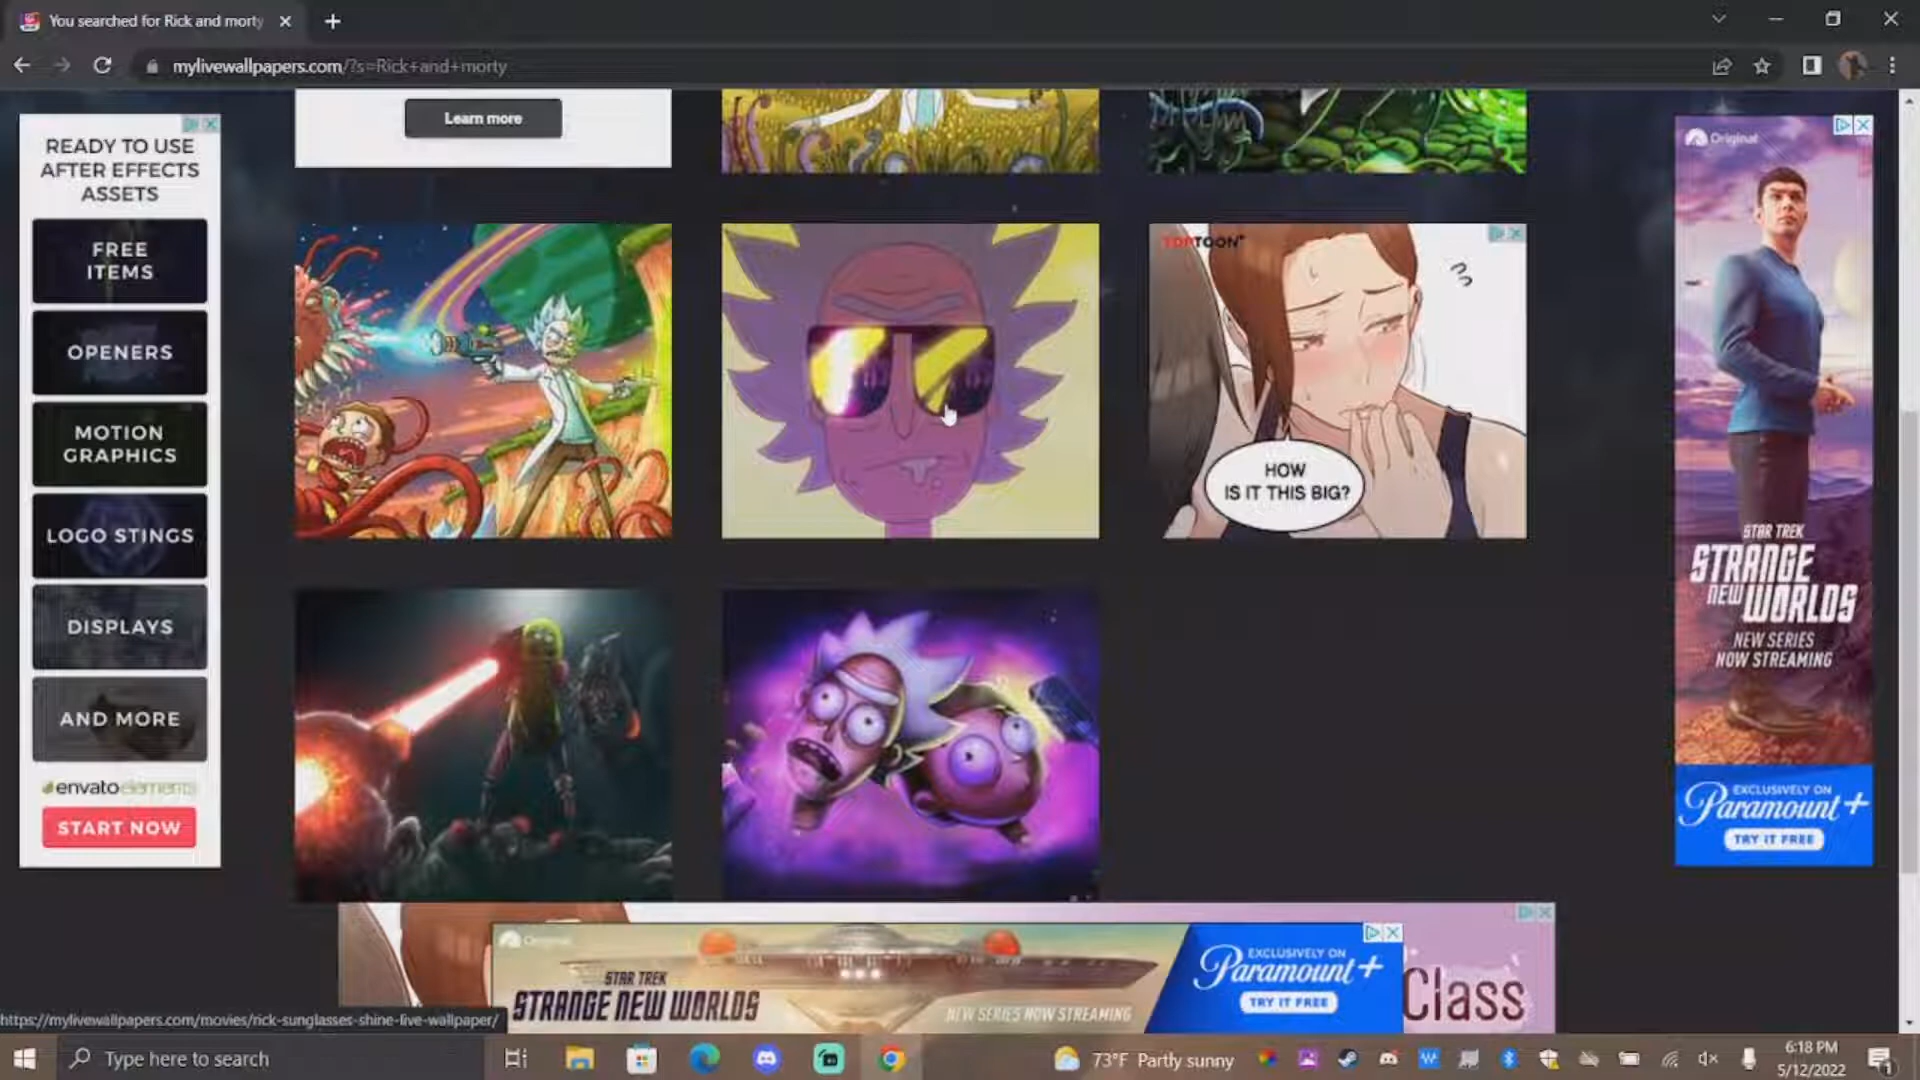 You searched for Rick and morty
mylivewallpapers.com/?s=Rick+and+morty
READY TO USE
AFTER EFFECTS
ASSETS
FREE
ITEMS
OPENERS
MOTION
GRAPHICS
LOGO STINGS
DISPLAYS
AND MORE
envatoelements
START NOW
Learn more
TOPTOON
HOW
IS IT THIS BIG?
Original
STAR TREK
STRANGE
NEW WORLDS
NEW SERIES
NOW STREAMING
EXCLUSIVELY ON
Paramount+
TRY IT FREE
Original
STAR TREK
STRANGE NEW WORLDS
NEW SERIES NOW STREAMING
EXCLUSIVELY ON
Paramount+
TRY IT FREE
Class
https://mylivewallpapers.com/movies/rick-sunglasses-shine-live-wallpaper/
Type here to search
73°F Partly sunny
6:18 PM
5/12/2022